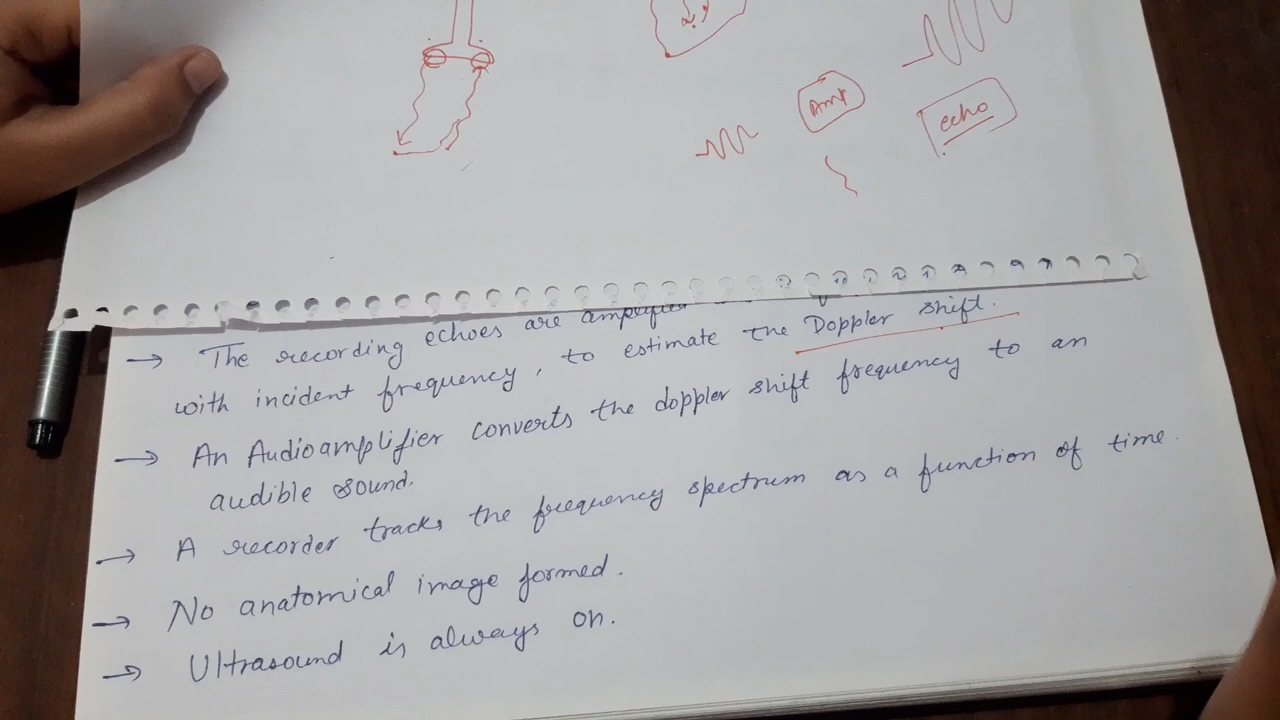 Amp
echo
→ The recording echoes are
with incident frequency, to estimate the Doppler shift.
→ An Audioamplifier converts the doppler shift frequency to an
audible sound.
→ A recorder tracks the frequency spectrum as a function of time.
→ No anatomical image formed.
→ Ultrasound is always on.